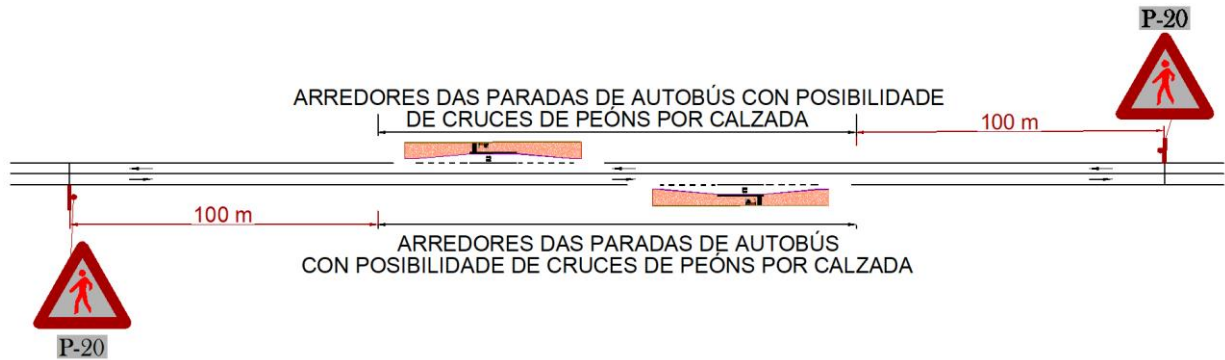 P-20
ARREDORES DAS PARADAS DE AUTOBÚS CON POSIBILIDADE
DE CRUCES DE PEÓNS POR CALZADA
100 m
100 m
ARREDORES DAS PARADAS DE AUTOBÚS
CON POSIBILIDADE DE CRUCES DE PEÓNS POR CALZADA
P-20